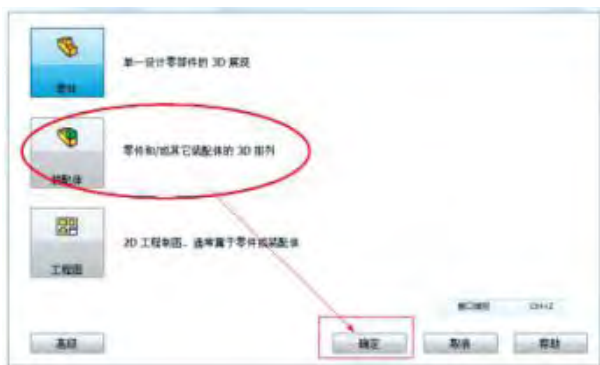 单一设计零部件的 3D 展现
零件
零件和/或其它装配体的 3D 排列
装配体
2D 工程制图，通常属于零件或装配体
工程图
Ctrl+Z
高级
确定
取消
帮助